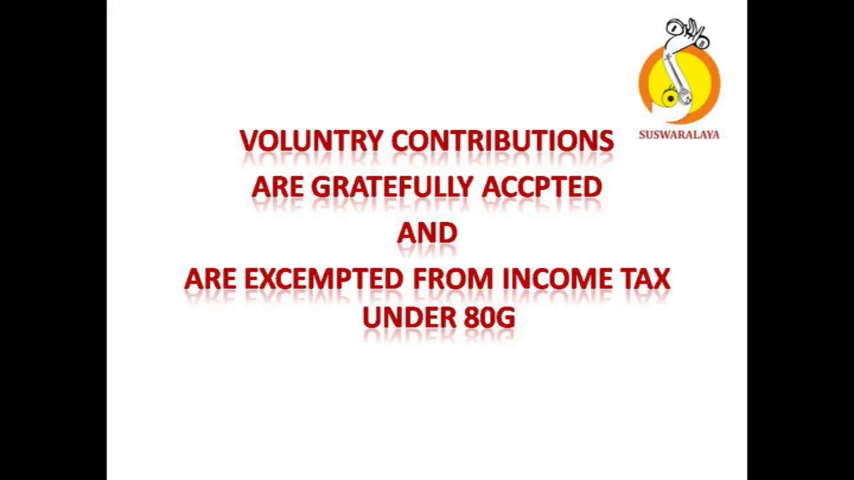 SUSWARALAYA
VOLUNTRY CONTRIBUTIONS
ARE GRATEFULLY ACCPTED
AND
ARE EXCEMPTED FROM INCOME TAX
UNDER 80G